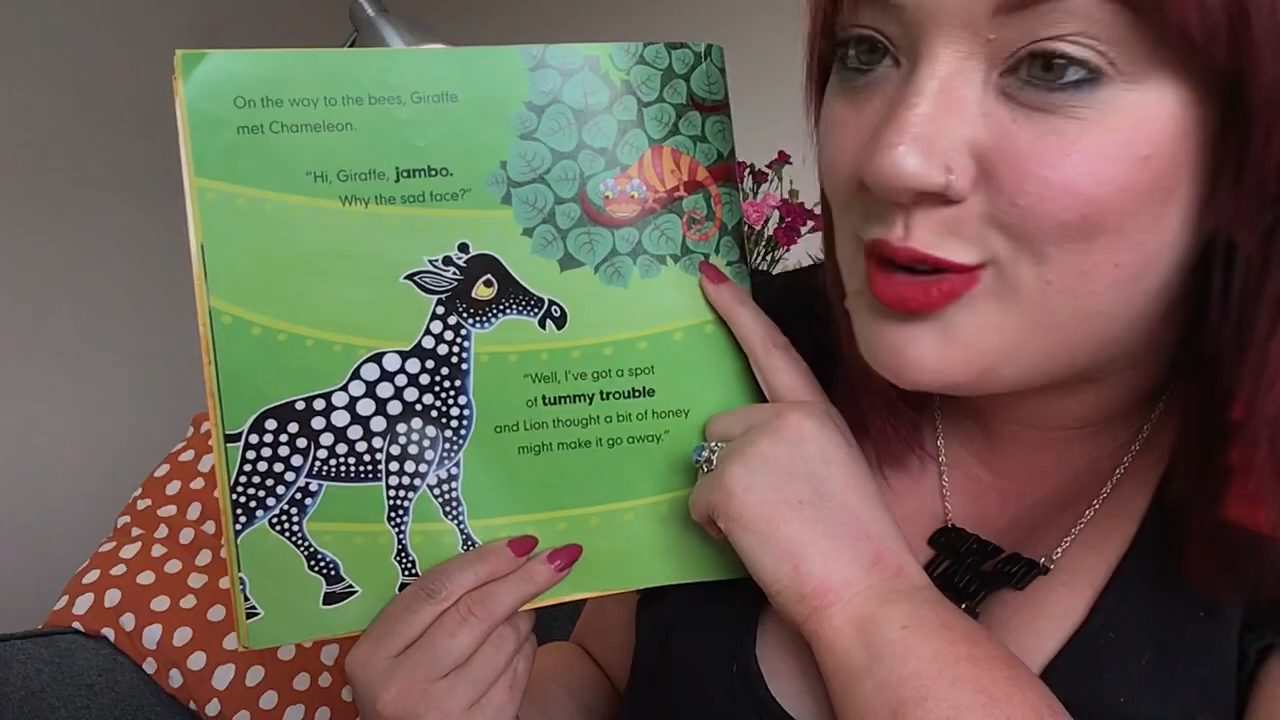 On the way to the bees, Giraffe
met Chameleon.
“Hi, Giraffe, jambo.
Why the sad face?”
“Well, I’ve got a spot
of tummy trouble
and Lion thought a bit of honey
might make it go away.”